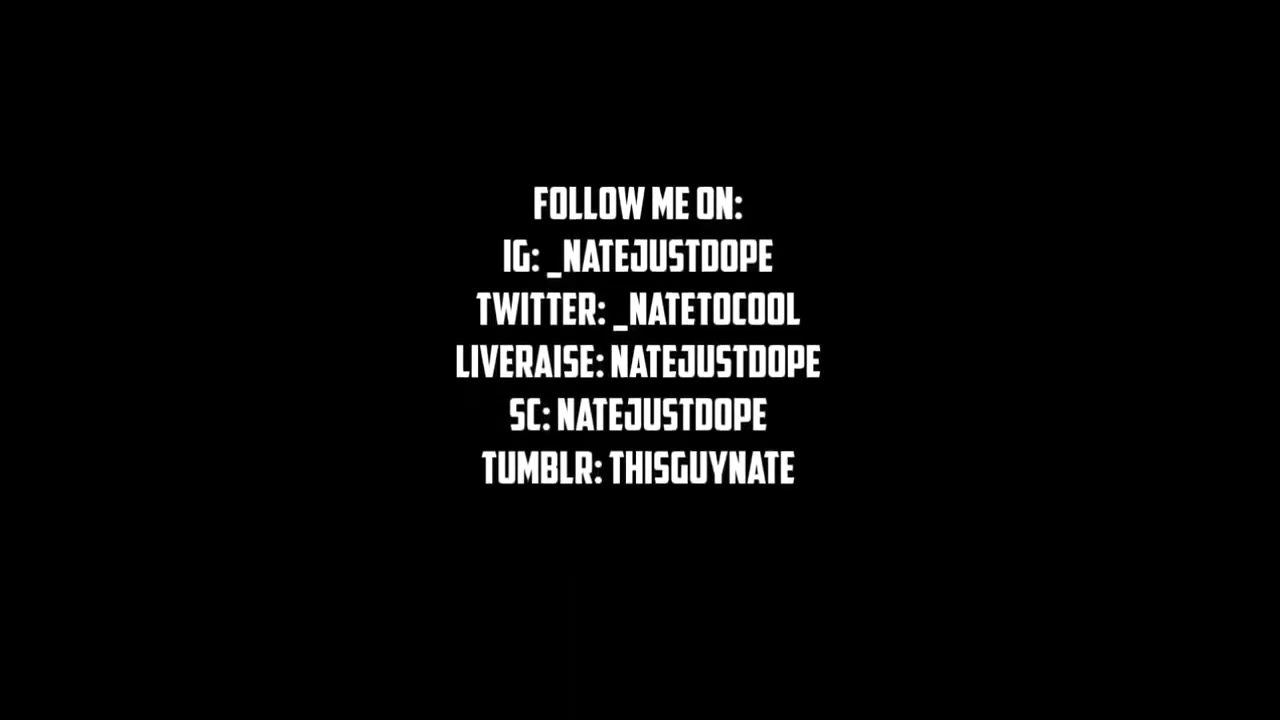 FOLLOW ME ON:
IG: _NATEJUSTDOPE
TWITTER: _NATETOCOOL
LIVERAISE: NATEJUSTDOPE
SC: NATEJUSTDOPE
TUMBLR: THISGUYNATE